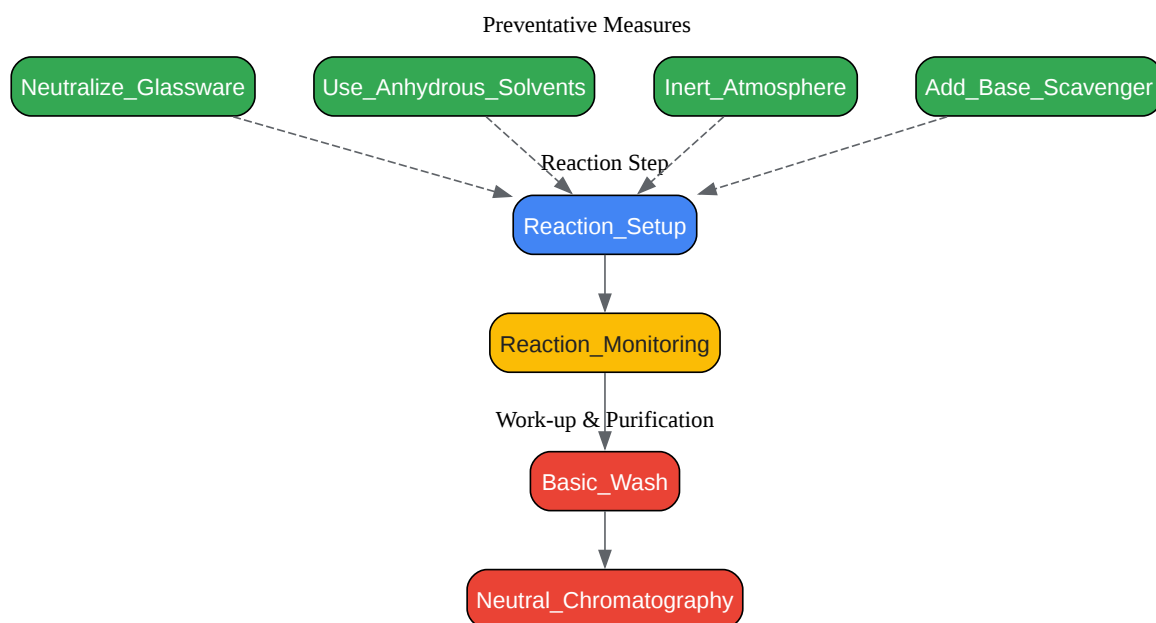 Preventative Measures
Neutralize_Glassware
Use_Anhydrous_Solvents
Inert_Atmosphere
Add_Base_Scavenger
Reaction Step
Reaction_Setup
Reaction_Monitoring
Work-up & Purification
Basic_Wash
Neutral_Chromatography